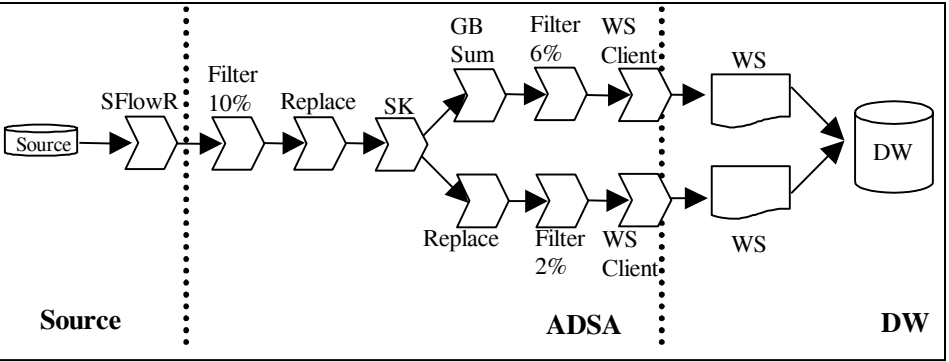 Source
SFlowR
Filter
10%
Replace
SK
GB
Sum
Filter
6%
WS
Client
WS
Replace
Filter
2%
WS
Client
WS
DW
Source
ADSA
DW